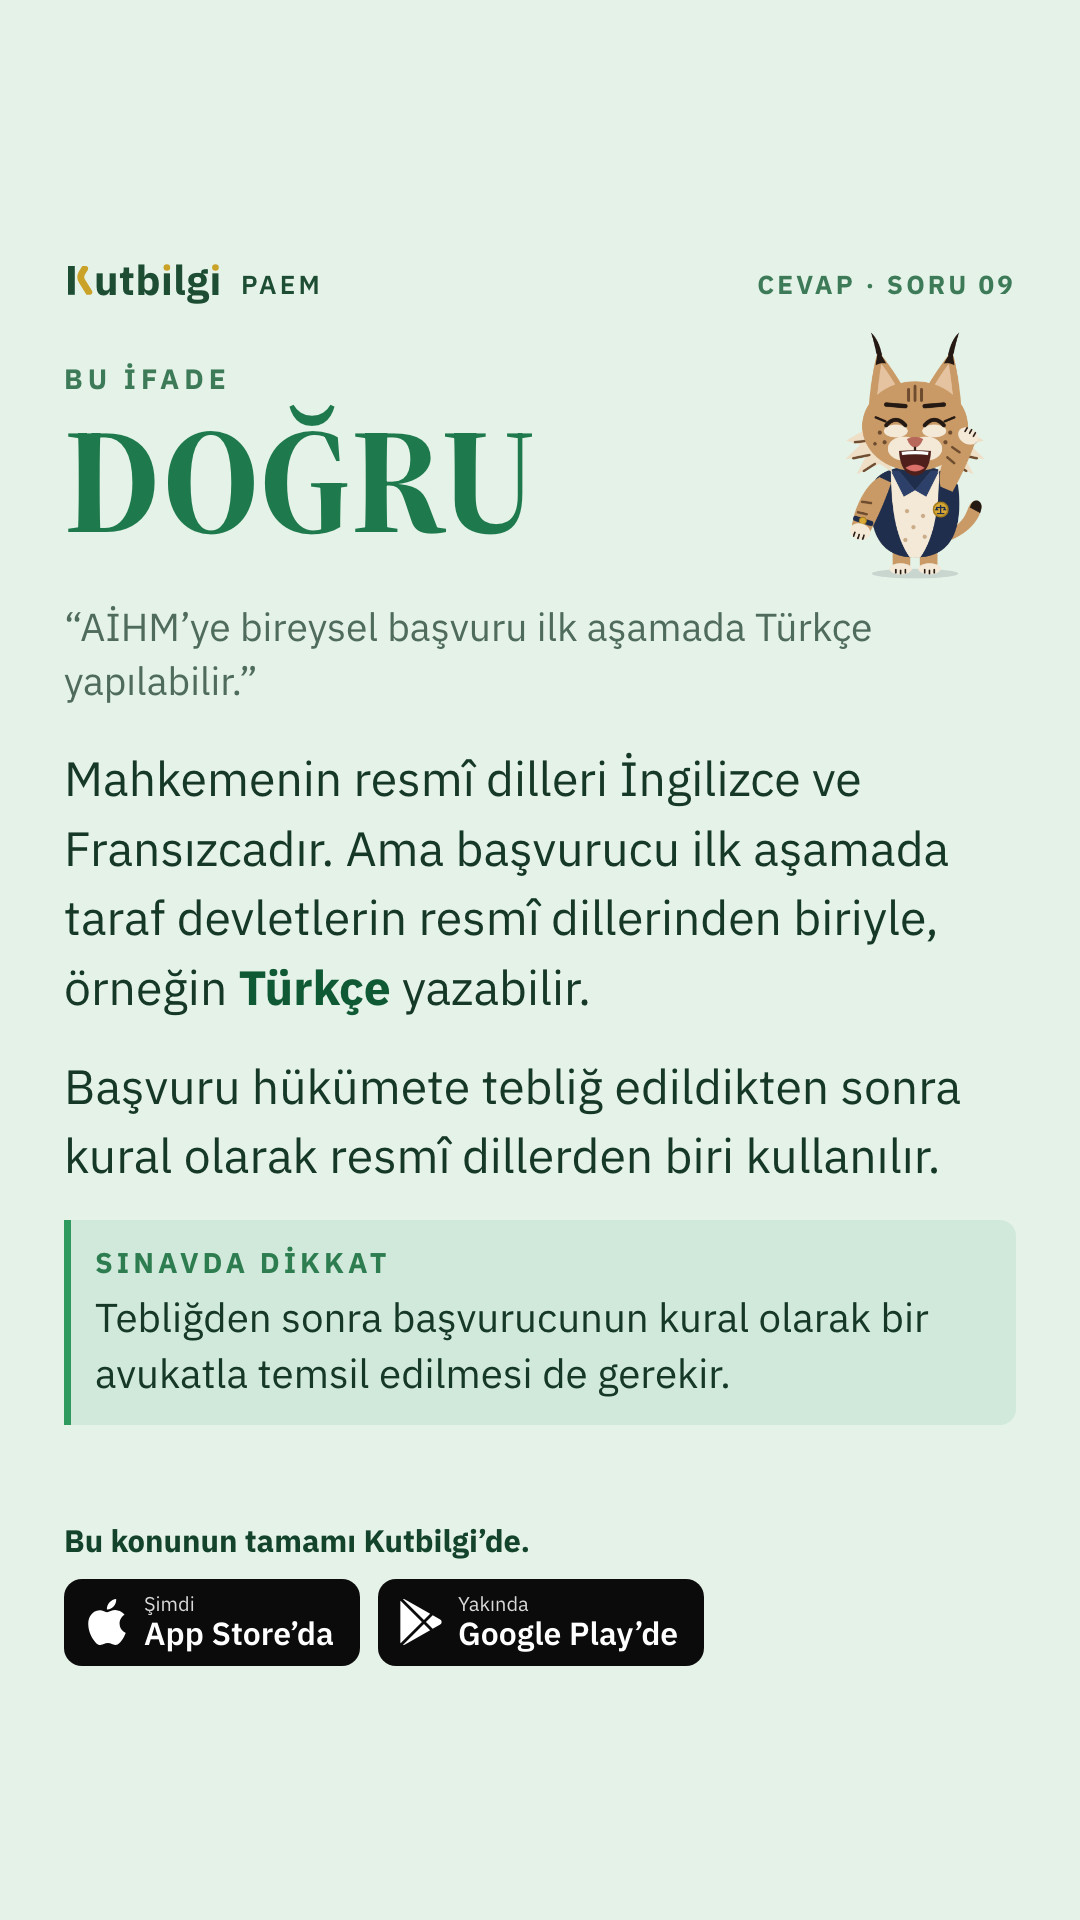 Kutbilgi PAEM
CEVAP · SORU 09
BU İFADE
DOĞRU
“AİHM’ye bireysel başvuru ilk aşamada Türkçe
yapılabilir.”
Mahkemenin resmî dilleri İngilizce ve
Fransızcadır. Ama başvurucu ilk aşamada
taraf devletlerin resmî dillerinden biriyle,
örneğin Türkçe yazabilir.
Başvuru hükümete tebliğ edildikten sonra
kural olarak resmî dillerden biri kullanılır.
SINAVDA DİKKAT
Tebliğden sonra başvurucunun kural olarak bir
avukatla temsil edilmesi de gerekir.
Bu konunun tamamı Kutbilgi’de.
Şimdi
App Store’da
Yakında
Google Play’de